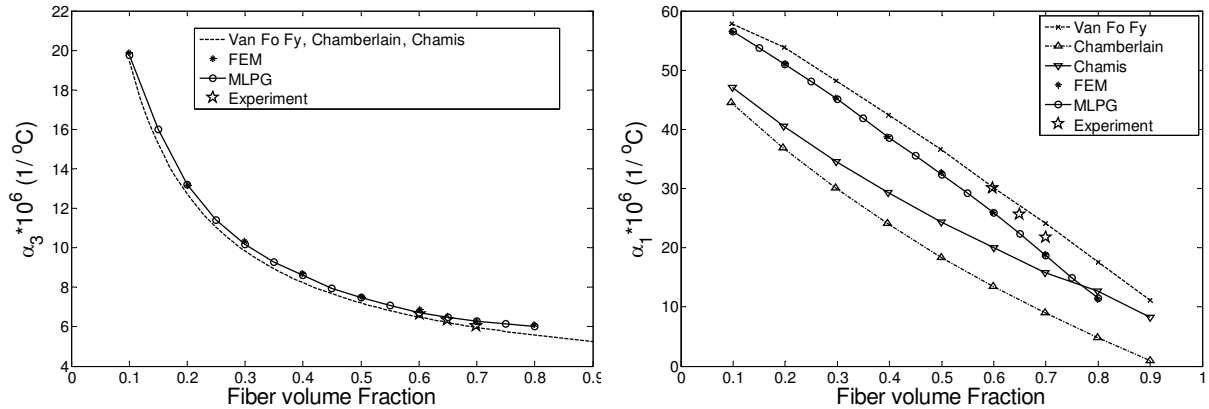 22
20
18
16
14
12
10
8
6
4
0
0.1
0.2
0.3
0.4
0.5
0.6
0.7
0.8
α3*10^6 (1/ °C)
Fiber volume Fraction
Van Fo Fy, Chamberlain, Chamis
FEM
MLPG
Experiment
60
50
40
30
20
10
0
0
0.1
0.2
0.3
0.4
0.5
0.6
0.7
0.8
0.9
1
α1*10^6 (1/ °C)
Fiber volume Fraction
Van Fo Fy
Chamberlain
Chamis
FEM
MLPG
Experiment